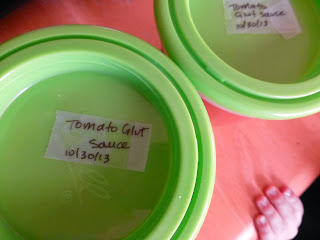 Tomato Glut
Sauce
10/30/13
Tomato
Glut Sauce
10/30/13